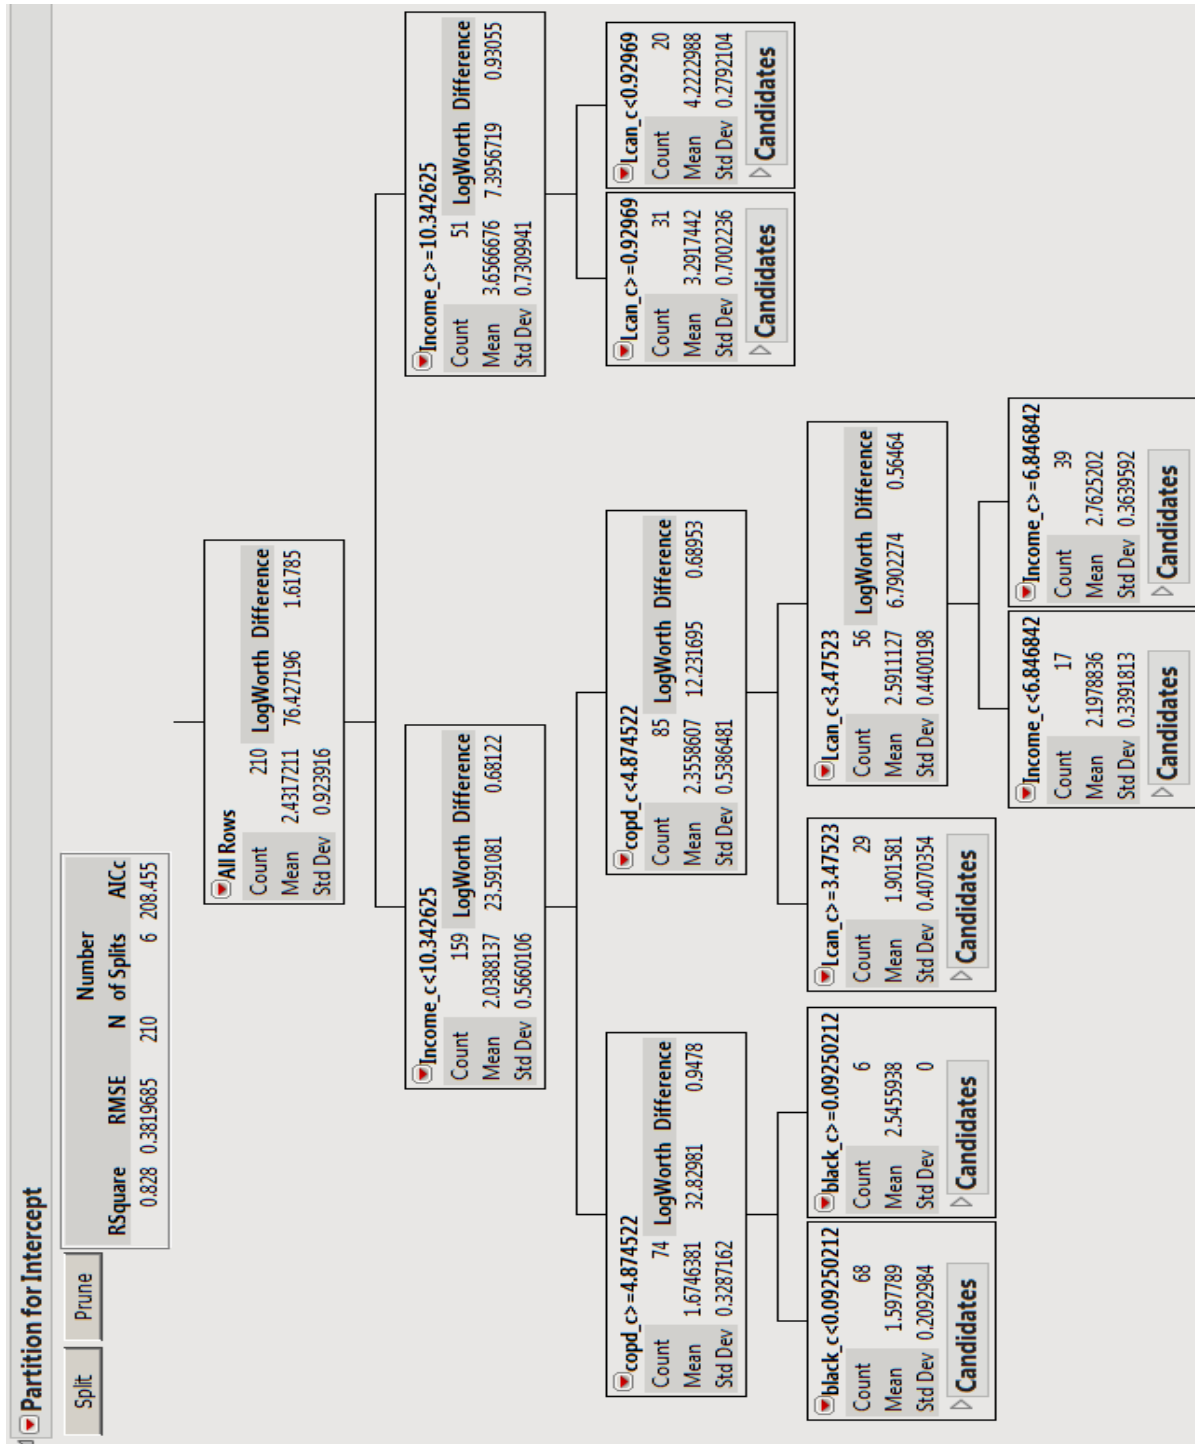 Partition for Intercept
Split Prune
Number
RSquare RMSE N of Splits AICc
0.828 0.3819685 210 6 208.455
All Rows
Count 210 LogWorth Difference
Mean 2.4317211 76.427196 1.61785
Std Dev 0.923916
Income_c<10.342625
Count 159 LogWorth Difference
Mean 2.0388137 23.591081 0.68122
Std Dev 0.5660106
Income_c>=10.342625
Count 51 LogWorth Difference
Mean 3.6566676 7.3956719 0.93055
Std Dev 0.7309941
copd_c>=4.874522
Count 74 LogWorth Difference
Mean 1.6746381 32.82981 0.9478
Std Dev 0.3287162
copd_c<4.874522
Count 85 LogWorth Difference
Mean 2.3558607 12.231695 0.68953
Std Dev 0.5386481
Lcan_c>=0.92969
Count 31
Mean 3.2917442
Std Dev 0.7002236
Candidates
Lcan_c<0.92969
Count 20
Mean 4.2222988
Std Dev 0.2792104
Candidates
black_c<0.09250212
Count 68
Mean 1.597789
Std Dev 0.2092984
Candidates
black_c>=0.09250212
Count 6
Mean 2.5455938
Std Dev 0
Candidates
Lcan_c>=3.47523
Count 29
Mean 1.901581
Std Dev 0.4070354
Candidates
Lcan_c<3.47523
Count 56 LogWorth Difference
Mean 2.5911127 6.7902274 0.56464
Std Dev 0.4400198
Income_c<6.846842
Count 17
Mean 2.1978836
Std Dev 0.3391813
Candidates
Income_c>=6.846842
Count 39
Mean 2.7625202
Std Dev 0.3639592
Candidates